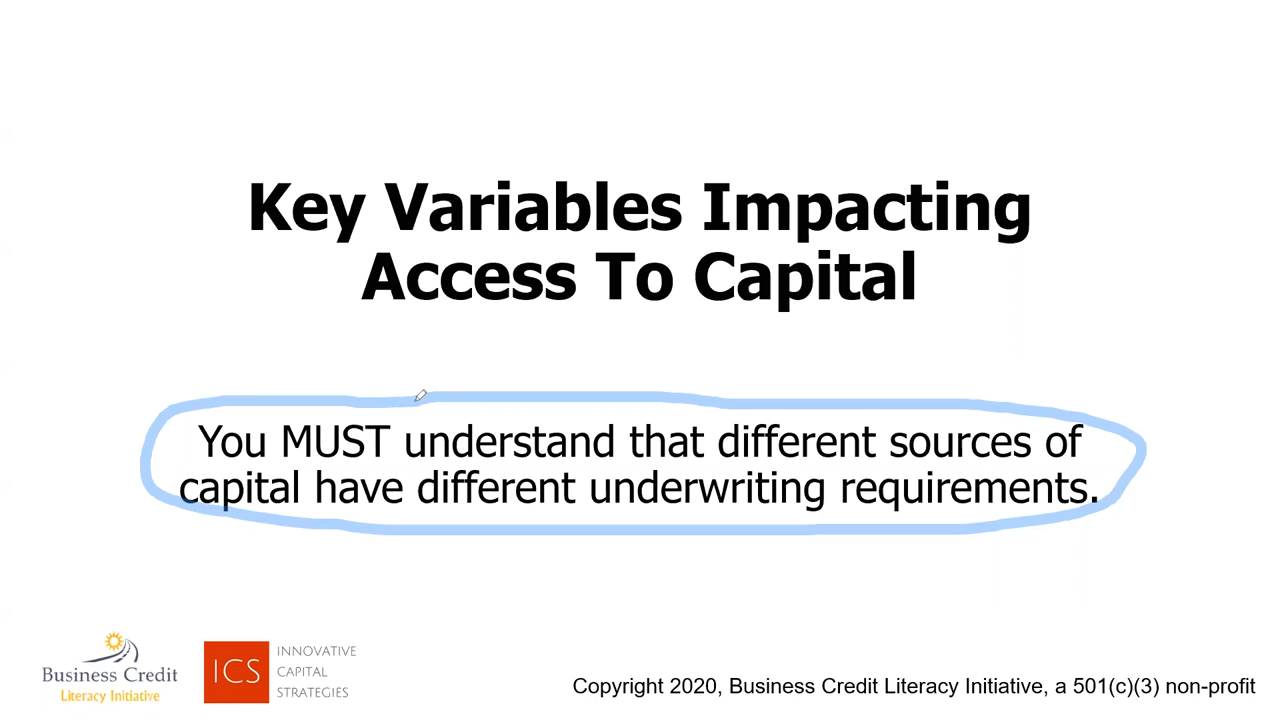 Key Variables Impacting
Access To Capital
You MUST understand that different sources of
capital have different underwriting requirements.
Business Credit
Literacy Initiative
ICS
INNOVATIVE
CAPITAL
STRATEGIES
Copyright 2020, Business Credit Literacy Initiative, a 501(c)(3) non-profit